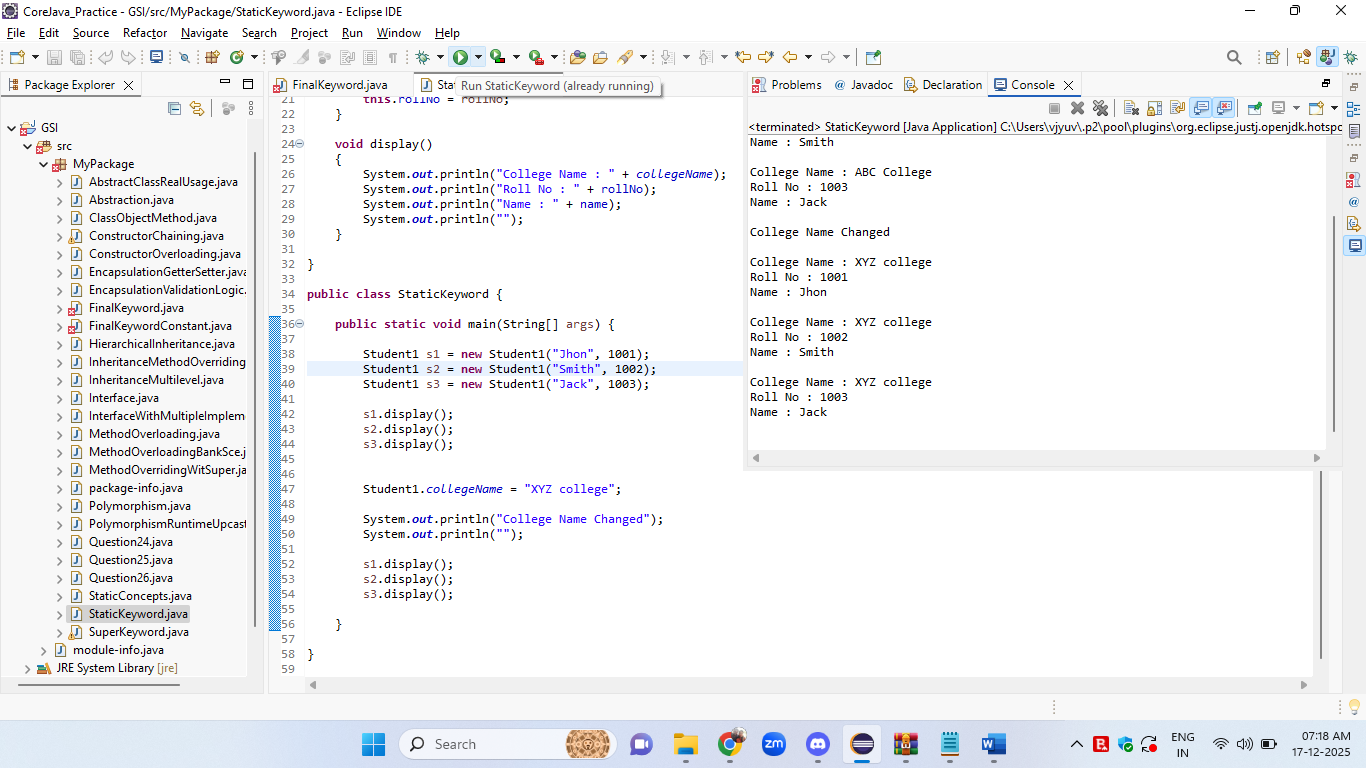 CoreJava_Practice - GSI/src/MyPackage/StaticKeyword.java - Eclipse IDE
File Edit Source Refactor Navigate Search Project Run Window Help
Package Explorer
GSI
src
MyPackage
AbstractClassRealUsage.java
Abstraction.java
ClassObjectMethod.java
ConstructorChaining.java
ConstructorOverloading.java
EncapsulationGetterSetter.java
EncapsulationValidationLogic.
FinalKeyword.java
FinalKeywordConstant.java
HierarchicalInheritance.java
InheritanceMethodOverriding
InheritanceMultilevel.java
Interface.java
InterfaceWithMultipleImplem
MethodOverloading.java
MethodOverloadingBankSce.j
MethodOverridingWitSuper.ja
package-info.java
Polymorphism.java
PolymorphismRuntimeUpcast
Question24.java
Question25.java
Question26.java
StaticConcepts.java
StaticKeyword.java
SuperKeyword.java
module-info.java
JRE System Library [jre]
FinalKeyword.java
Sta
Run StaticKeyword (already running)
21 this.rollNo = rollNo;
22 }
23
24 void display()
25 {
26 System.out.println("College Name : " + collegeName);
27 System.out.println("Roll No : " + rollNo);
28 System.out.println("Name : " + name);
29 System.out.println("");
30 }
31
32 }
33
34 public class StaticKeyword {
35
36 public static void main(String[] args) {
37
38 Student1 s1 = new Student1("Jhon", 1001);
39 Student1 s2 = new Student1("Smith", 1002);
40 Student1 s3 = new Student1("Jack", 1003);
41
42 s1.display();
43 s2.display();
44 s3.display();
45
46
47 Student1.collegeName = "XYZ college";
48
49 System.out.println("College Name Changed");
50 System.out.println("");
51
52 s1.display();
53 s2.display();
54 s3.display();
55
56 }
57
58 }
59
Problems @ Javadoc Declaration Console
<terminated> StaticKeyword [Java Application] C:\Users\vjyuv\.p2\pool\plugins\org.eclipse.justj.openjdk.hotspc
Name : Smith
College Name : ABC College
Roll No : 1003
Name : Jack
College Name Changed
College Name : XYZ college
Roll No : 1001
Name : Jhon
College Name : XYZ college
Roll No : 1002
Name : Smith
College Name : XYZ college
Roll No : 1003
Name : Jack
Search
zm
ENG
IN
07:18 AM
17-12-2025